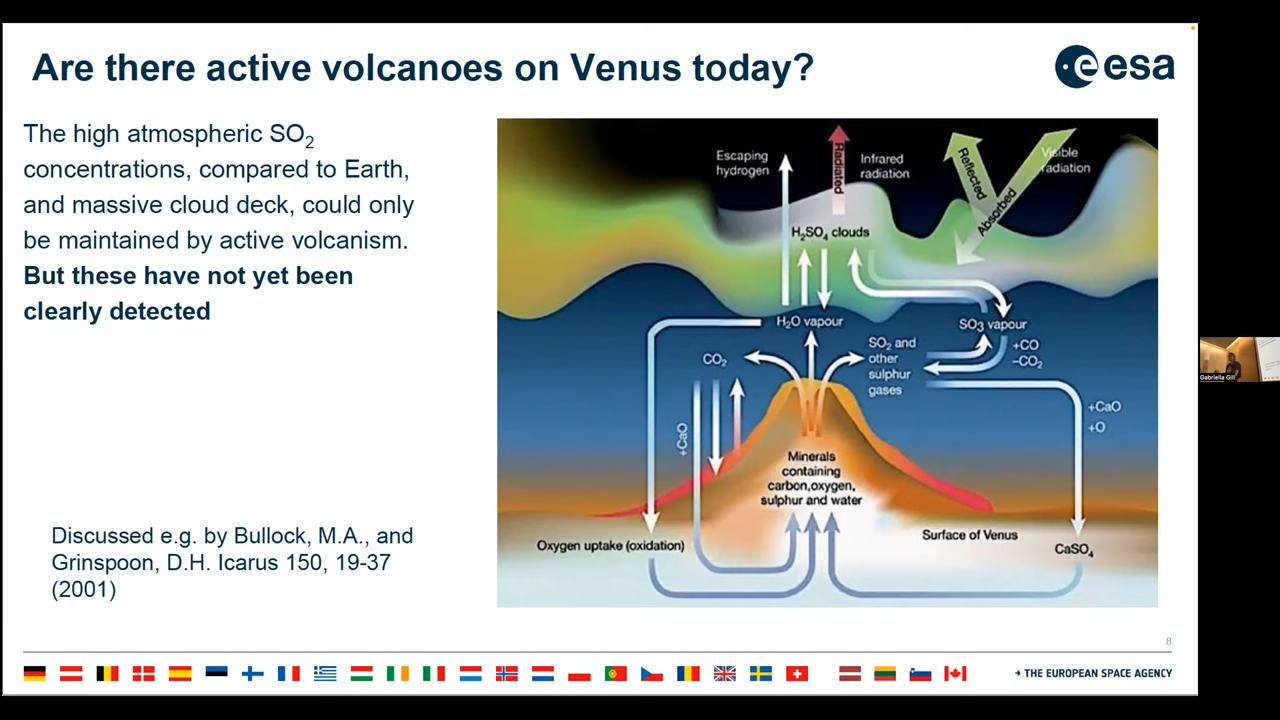 Are there active volcanoes on Venus today?
esa
The high atmospheric SO₂
concentrations, compared to Earth,
and massive cloud deck, could only
be maintained by active volcanism.
But these have not yet been
clearly detected
Discussed e.g. by Bullock, M.A., and
Grinspoon, D.H. Icarus 150, 19-37
(2001)
Escaping
hydrogen
Radiated
Infrared
radiation
Reflected
Absorbed
Visible
radiation
H₂SO₄ clouds
H₂O vapour
SO₃ vapour
CO₂
SO₂ and
other
sulphur
gases
+CO
–CO₂
+CaO
+CaO
+O
Minerals
containing
carbon,oxygen,
sulphur and water
Oxygen uptake (oxidation)
Surface of Venus
CaSO₄
8
→ THE EUROPEAN SPACE AGENCY
Gabriella Gill